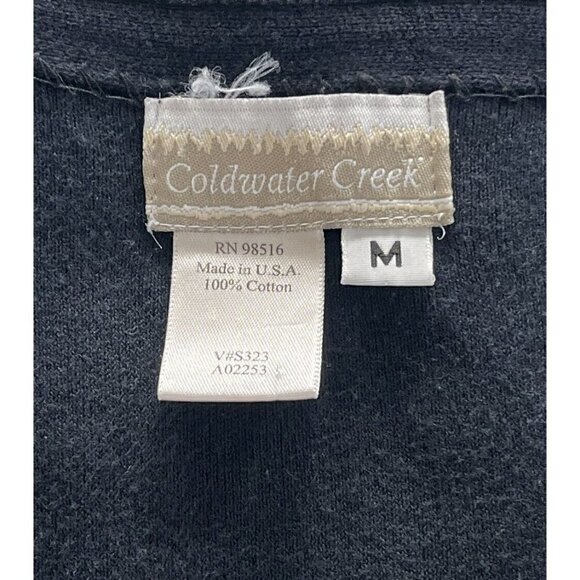 Coldwater Creek
M
RN 98516
Made in U.S.A.
100% Cotton
V#S323
A02253